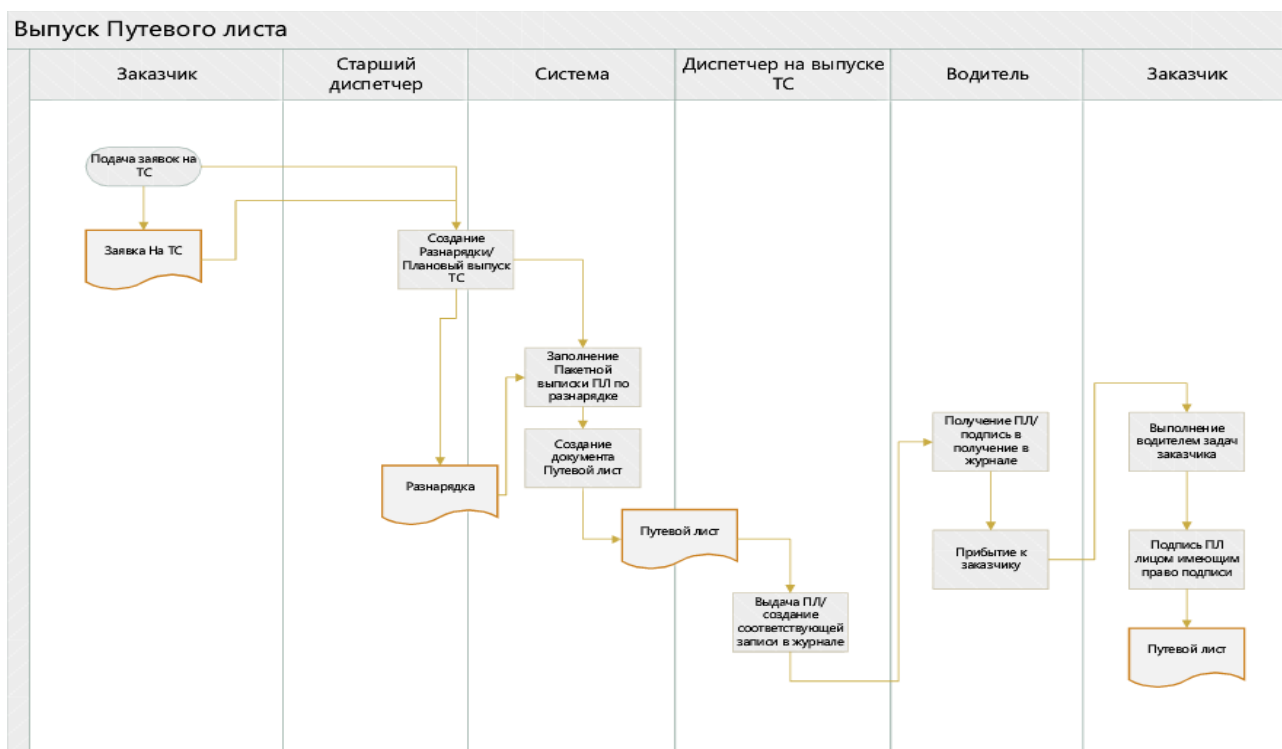 Выпуск Путевого листа
Заказчик
Старший
диспетчер
Система
Диспетчер на выпуске
ТС
Водитель
Заказчик
Подача заявок на
ТС
Заявка На ТС
Создание
Разнарядки/
Плановый выпуск
ТС
Заполнение
Пакетной
выписки ПЛ по
разнарядке
Создание
документа
Путевой лист
Разнарядка
Путевой лист
Выдача ПЛ/
создание
соответствующей
записи в журнале
Получение ПЛ/
подпись в
получение в
журнале
Прибытие к
заказчику
Выполнение
водителем задач
заказчика
Подпись ПЛ
лицом имеющим
право подписи
Путевой лист